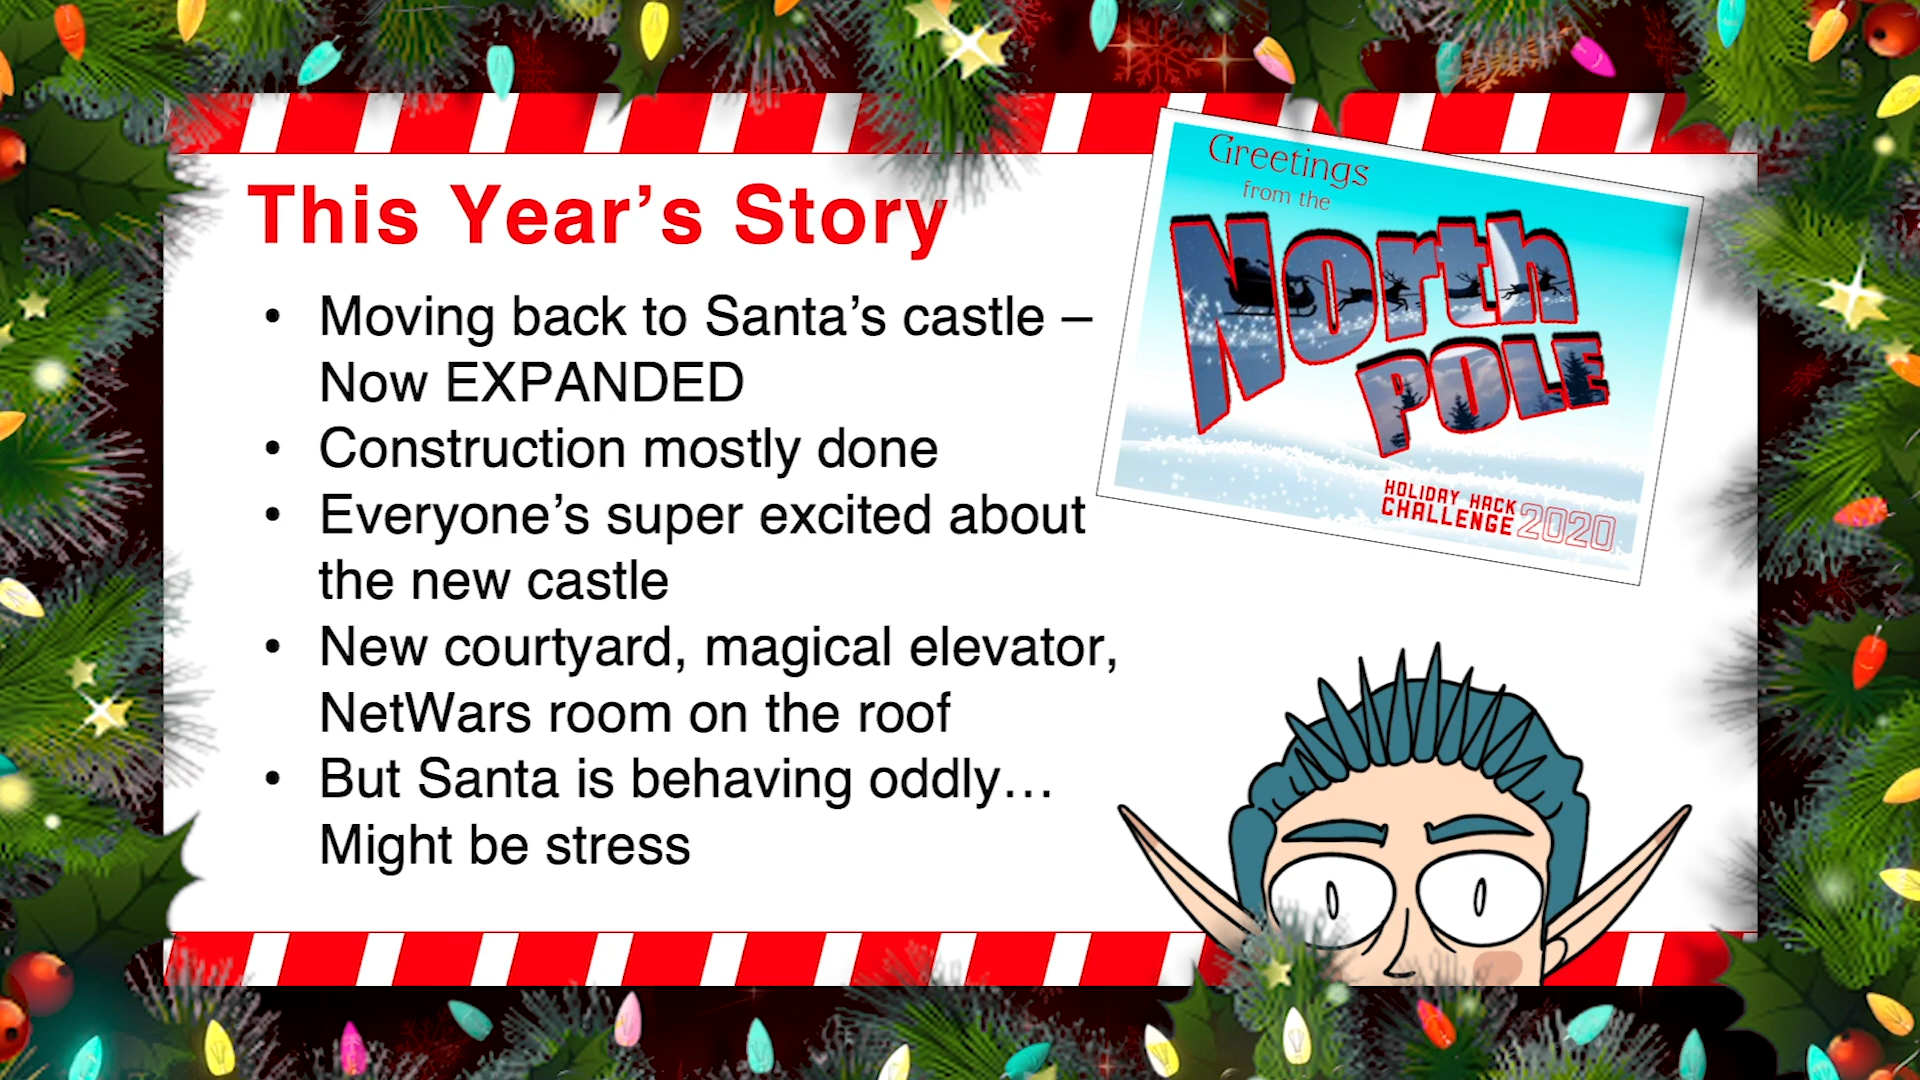 This Year’s Story
• Moving back to Santa’s castle –
Now EXPANDED
• Construction mostly done
• Everyone’s super excited about
the new castle
• New courtyard, magical elevator,
NetWars room on the roof
• But Santa is behaving oddly…
Might be stress
Greetings
from the
North
POLE
HOLIDAY HACK
CHALLENGE 2020